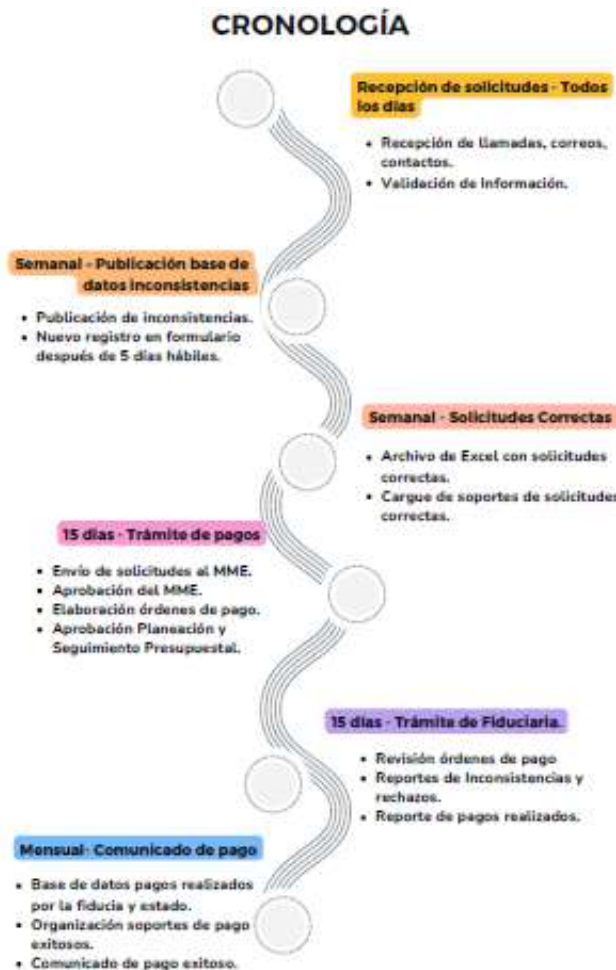 CRONOLOGÍA
Recepción de solicitudes - Todos
los días
• Recepción de llamadas, correos,
contactos.
• Validación de Información.
Semanal - Publicación base de
datos inconsistencias
• Publicación de inconsistencias.
• Nuevo registro en formulario
después de 5 días hábiles.
Semanal - Solicitudes Correctas
• Archivo de Excel con solicitudes
correctas.
• Cargue de soportes de solicitudes
correctas.
15 días - Trámite de pagos
• Envío de solicitudes al MME.
• Aprobación del MME.
• Elaboración órdenes de pago.
• Aprobación Planeación y
Seguimiento Presupuestal.
15 días - Trámite de Fiduciaria.
• Revisión órdenes de pago
• Reportes de Inconsistencias y
rechazos.
• Reporte de pagos realizados.
Mensual- Comunicado de pago
• Base de datos pagos realizados
por la fiducia y estado.
• Organización soportes de pago
exitosos.
• Comunicado de pago exitoso.